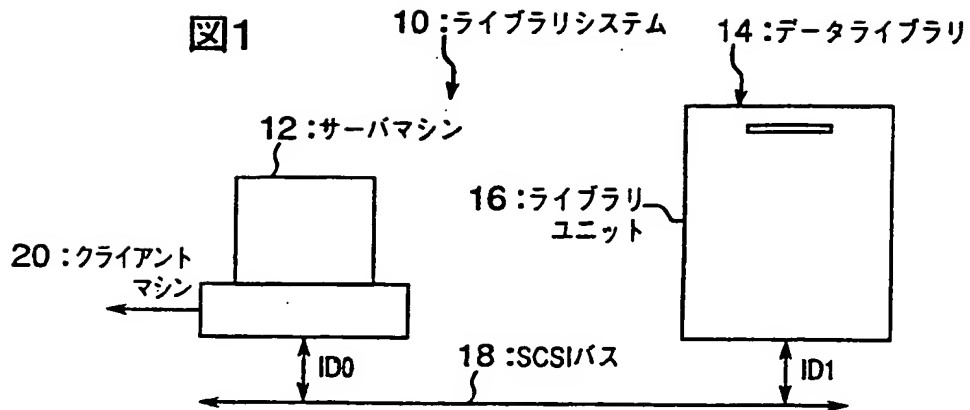 図1
10:ライブラリシステム
14:データライブラリ
12:サーバマシン
16:ライブラリ
ユニット
20:クライアント
マシン
ID0
18:SCSIバス
ID1